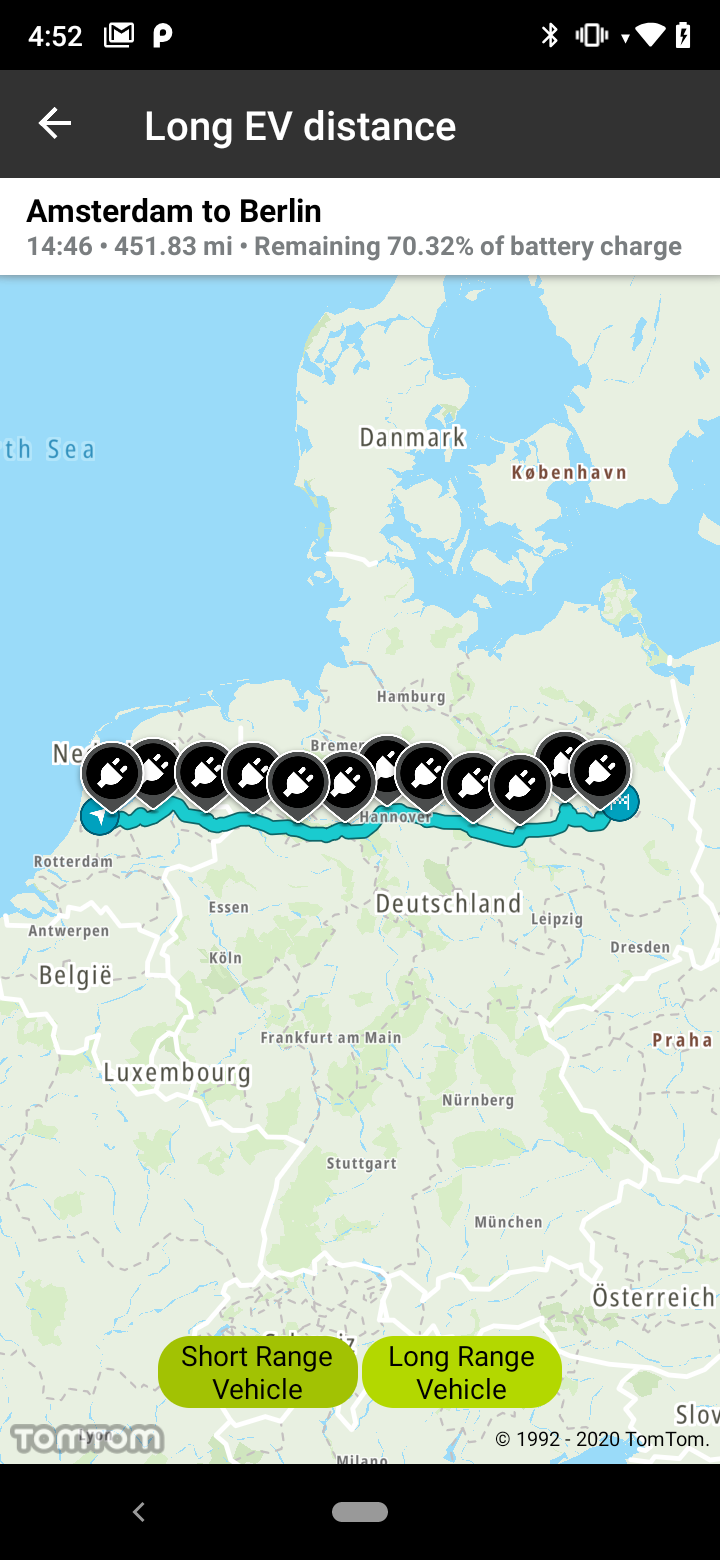 4:52
Long EV distance
Amsterdam to Berlin
14:46 • 451.83 mi • Remaining 70.32% of battery charge
th Sea
Danmark
København
Hamburg
Bremen
Ne
Hannover
Rotterdam
Essen
Deutschland
Leipzig
Antwerpen
Dresden
België
Köln
Frankfurt am Main
Praha
Luxembourg
Nürnberg
Stuttgart
München
Österreich
Short Range
Vehicle
Long Range
Vehicle
Slov
TOMTOM
Lyon
© 1992 - 2020 TomTom.
Milano